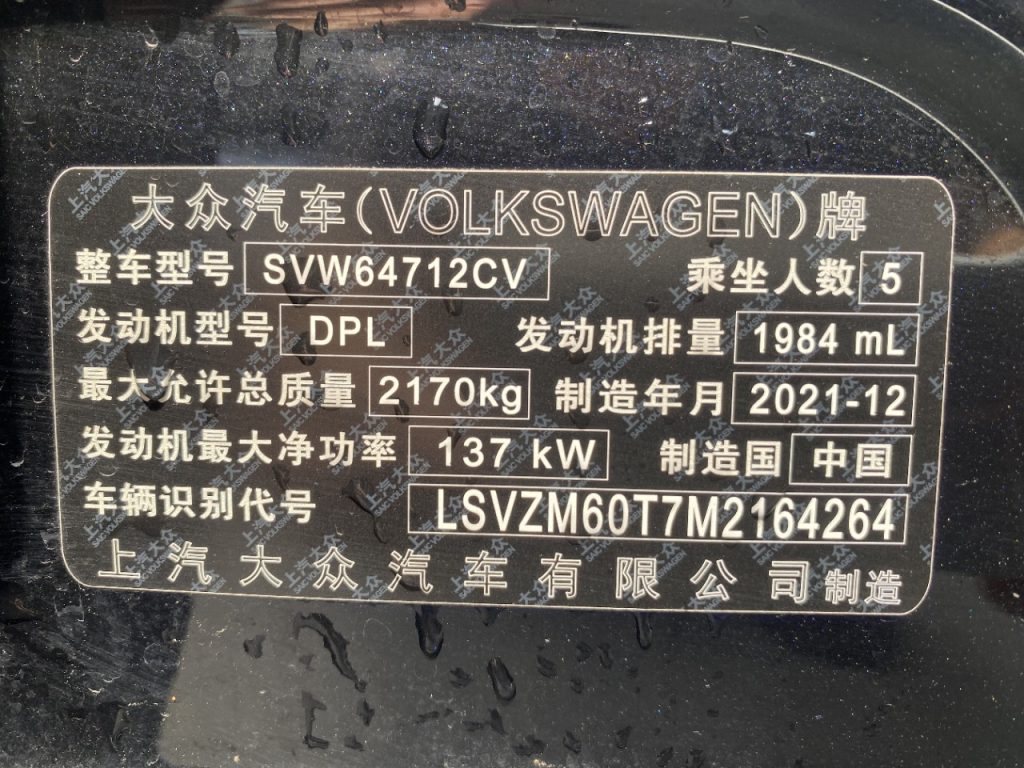 大众汽车(VOLKSWAGEN)牌
整车型号 SVW64712CV 乘坐人数 5
发动机型号 DPL 发动机排量 1984 mL
最大允许总质量 2170kg 制造年月 2021-12
发动机最大净功率 137 kW 制造国 中国
车辆识别代号 LSVZM60T7M2164264
上汽大众汽车有限公司制造